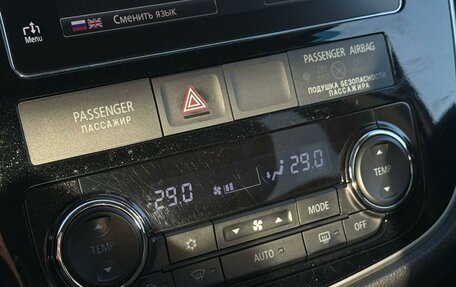 Menu
Сменить язык
PASSENGER
ПАССАЖИР
PASSENGER AIRBAG
ПОДУШКА БЕЗОПАСНОСТИ
ПАССАЖИРА
29.0
29.0
TEMP
TEMP
MODE
AUTO
OFF